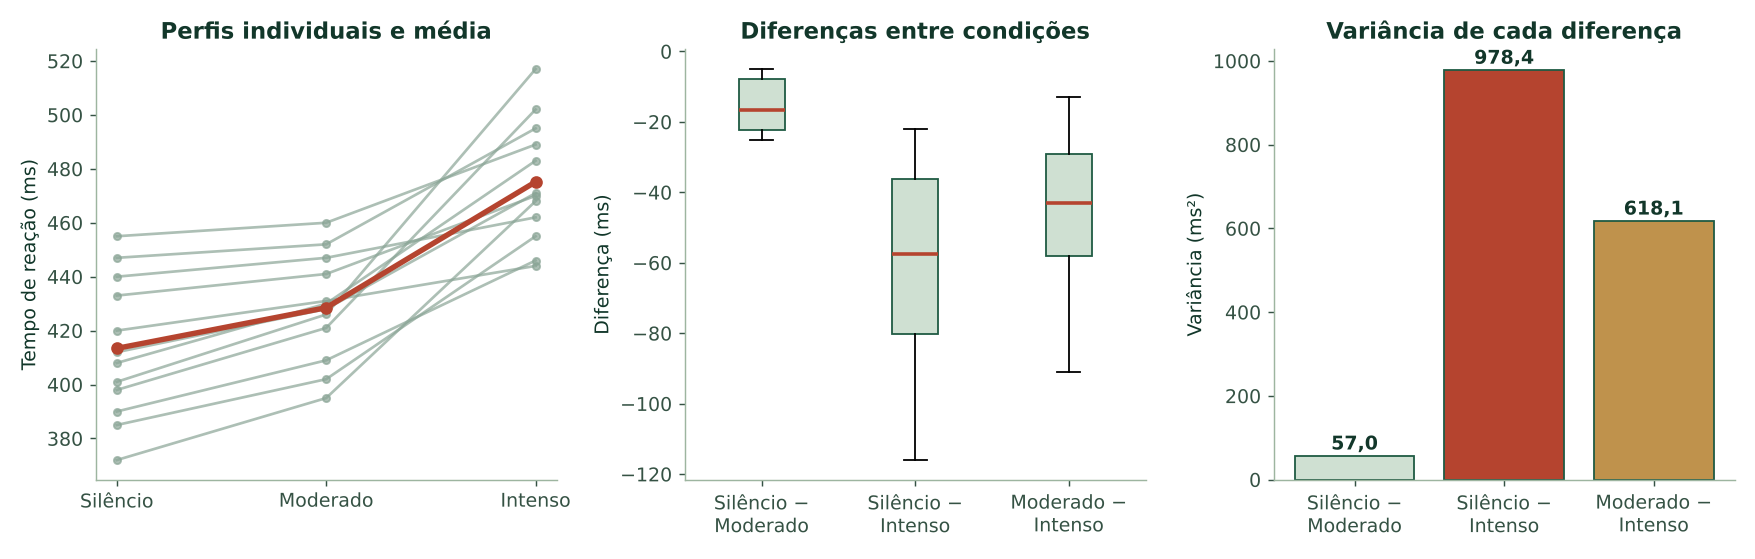 Perfis individuais e média
Tempo de reação (ms)
520
500
480
460
440
420
400
380
Silêncio
Moderado
Intenso
Diferenças entre condições
Diferença (ms)
0
−20
−40
−60
−80
−100
−120
Silêncio −
Moderado
Silêncio −
Intenso
Moderado −
Intenso
Variância de cada diferença
Variância (ms²)
1000
800
600
400
200
0
57,0
978,4
618,1
Silêncio −
Moderado
Silêncio −
Intenso
Moderado −
Intenso